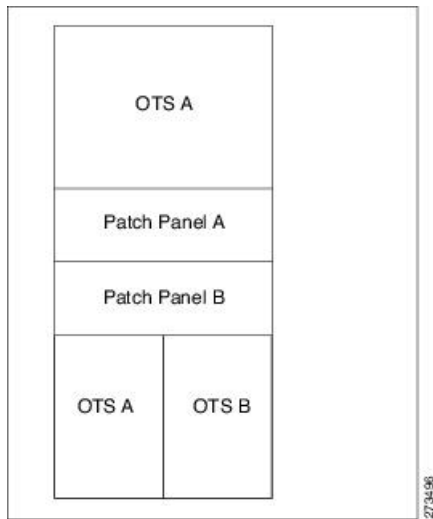 OTS A
Patch Panel A
Patch Panel B
OTS A OTS B
273496